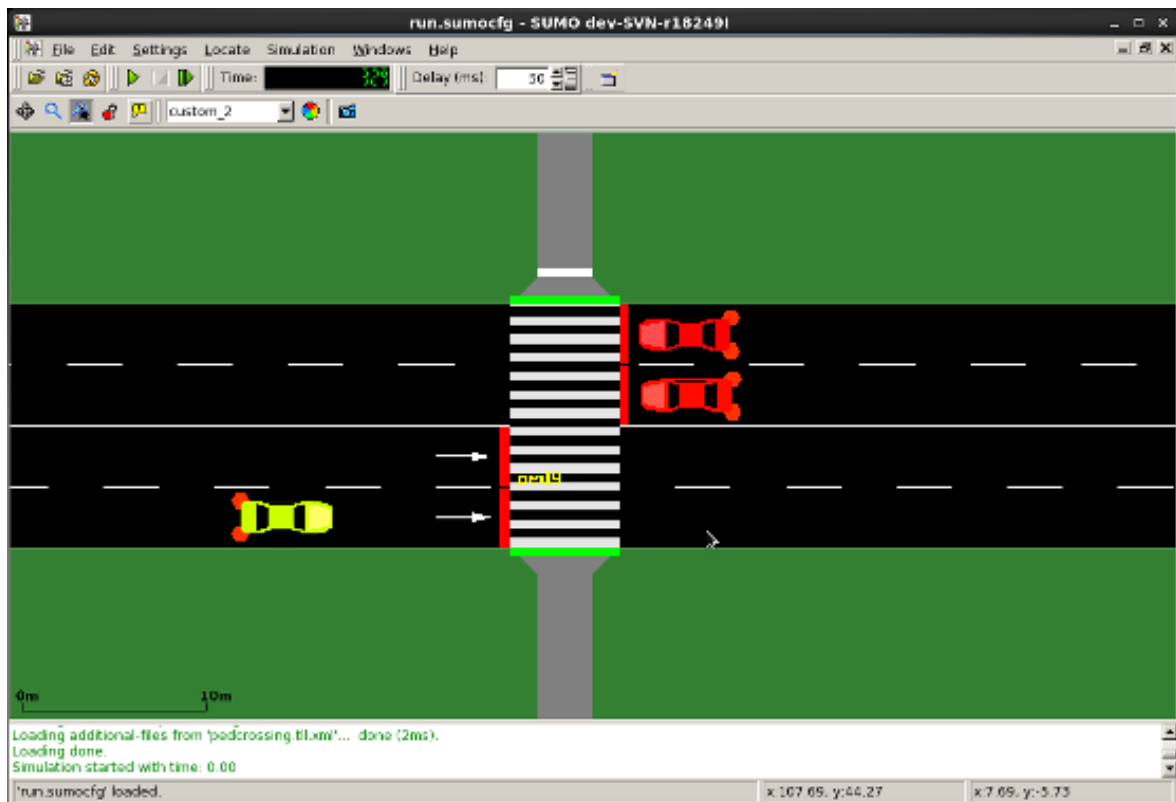 run.sumocfg - SUMO dev-SVN-r18249M
File Edit Settings Locate Simulation Windows Help
Time: 329 Delay (ms): 50
custom_2
ped19
0m 10m
Loading additional-files from 'pedcrossing.tll.xml'... done (2ms).
Loading done.
Simulation started with time: 0.00
'run.sumocfg' loaded. x:107.69, y:44.27 x:7.69, y:-5.73